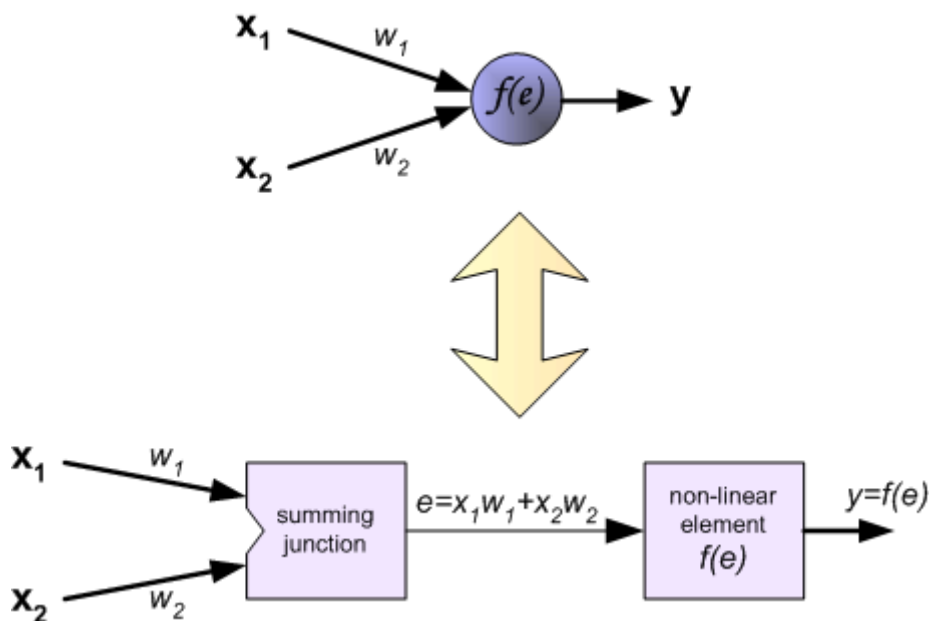 x₁
w₁
f(e)
y
x₂
w₂
x₁
w₁
summing
junction
e=x₁w₁+x₂w₂
non-linear
element
f(e)
y=f(e)
x₂
w₂